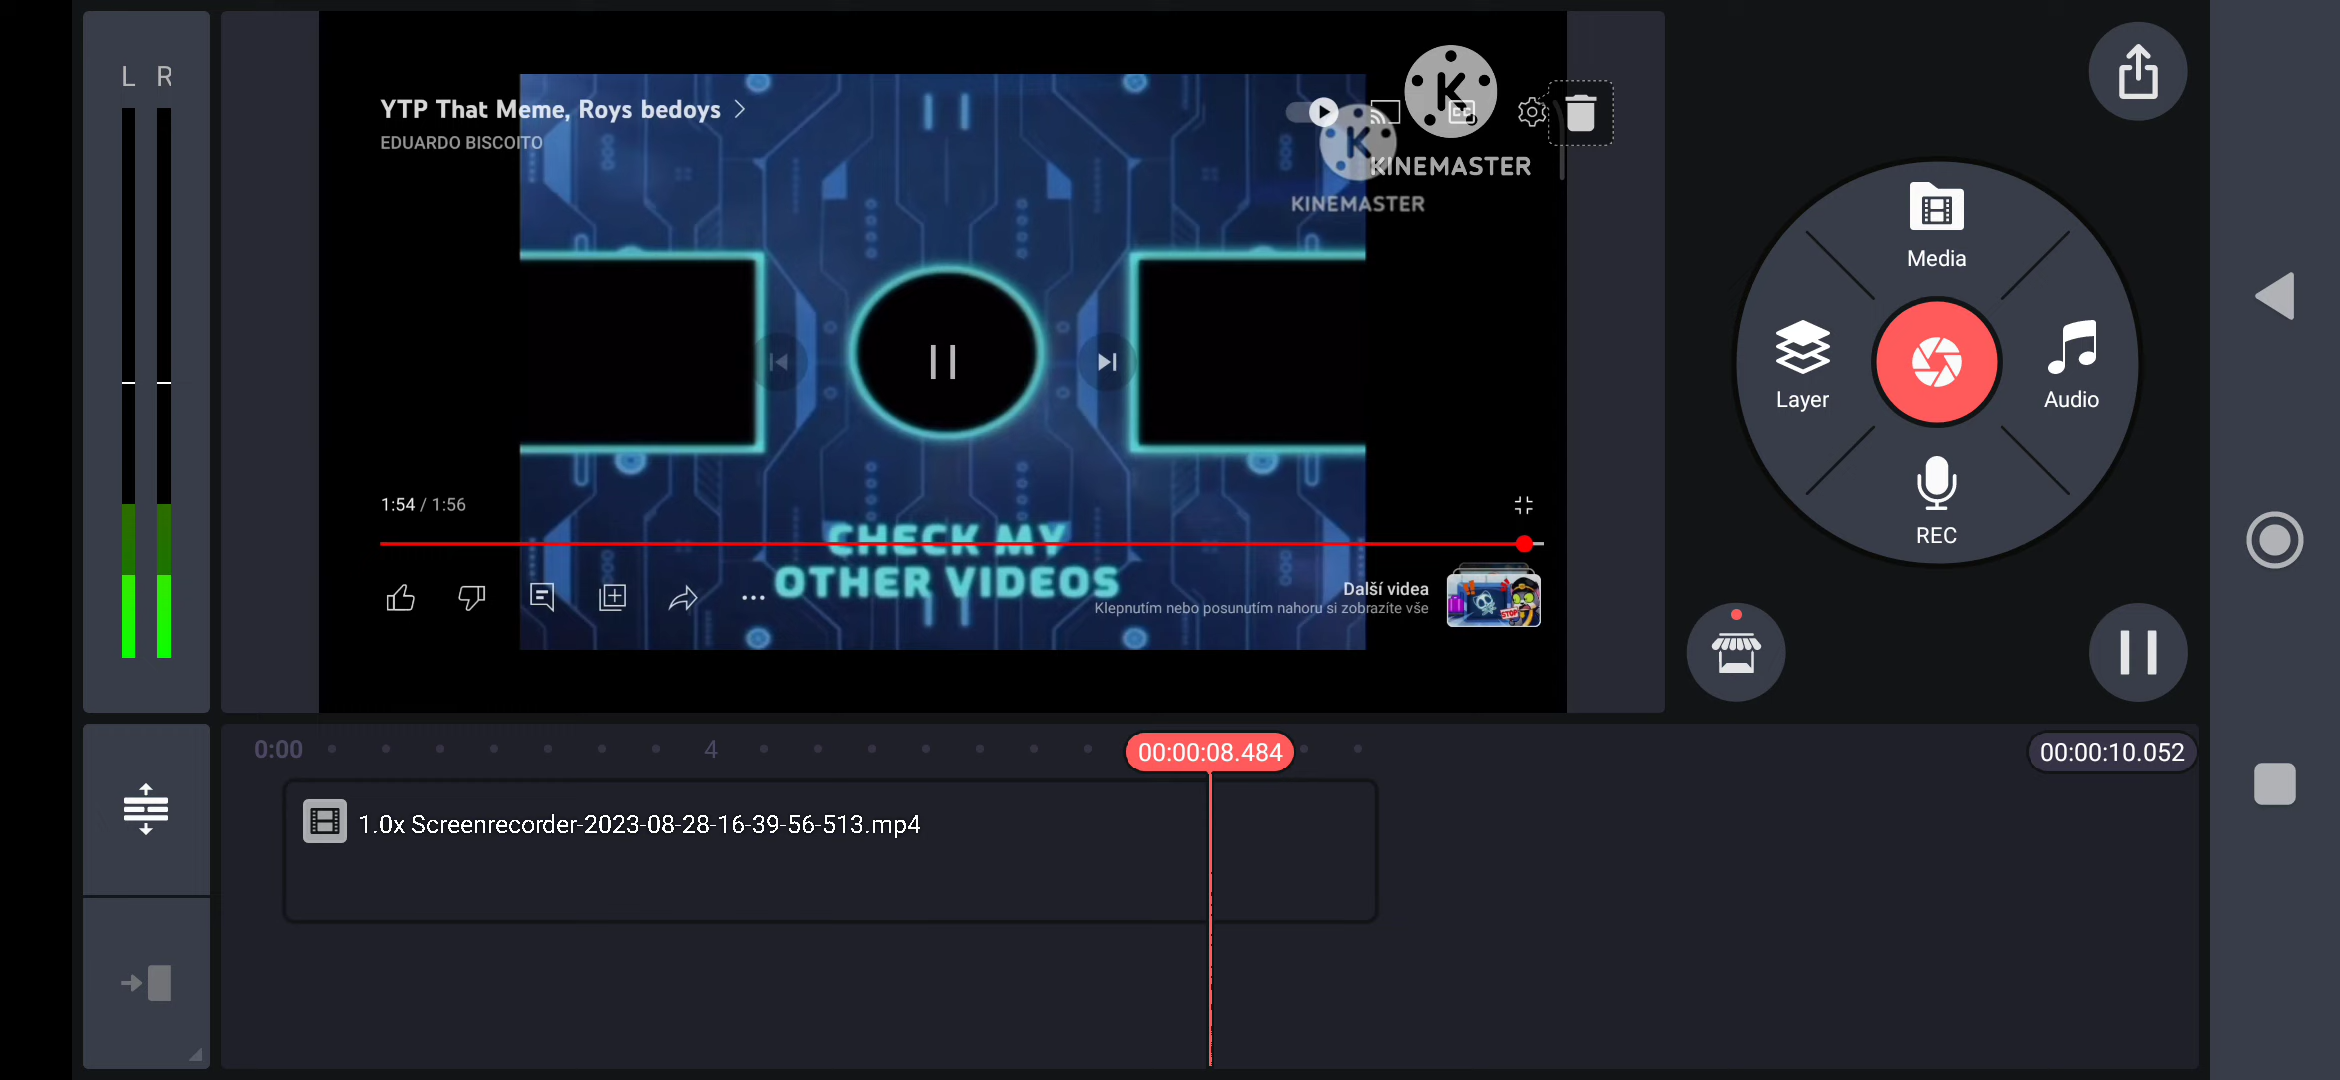 L R
YTP That Meme, Roys bedoys
EDUARDO BISCOITO
K
KINEMASTER
K
KINEMASTER
CC
1:54 / 1:56
CHECK MY
OTHER VIDEOS
Další videa
Klepnutím nebo posunutím nahoru si zobrazíte vše
STOP
Media
Layer
Audio
REC
0:00
4
00:00:08.484
00:00:10.052
1.0x Screenrecorder-2023-08-28-16-39-56-513.mp4